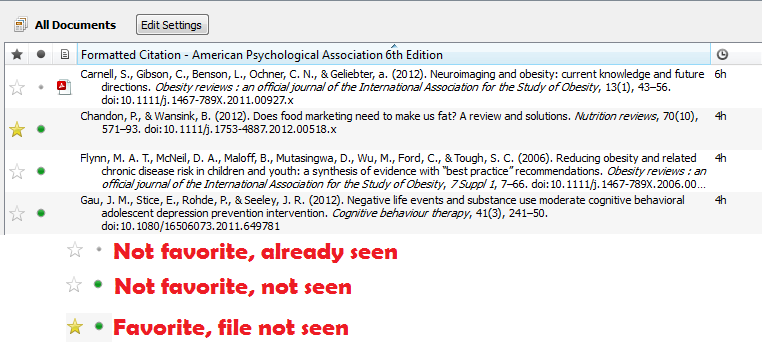 All Documents Edit Settings
Formatted Citation - American Psychological Association 6th Edition
Carnell, S., Gibson, C., Benson, L., Ochner, C. N., & Geliebter, a. (2012). Neuroimaging and obesity: current knowledge and future 6h
directions. Obesity reviews : an official journal of the International Association for the Study of Obesity, 13(1), 43–56.
doi:10.1111/j.1467-789X.2011.00927.x
Chandon, P., & Wansink, B. (2012). Does food marketing need to make us fat? A review and solutions. Nutrition reviews, 70(10), 4h
571–93. doi:10.1111/j.1753-4887.2012.00518.x
Flynn, M. A. T., McNeil, D. A., Maloff, B., Mutasingwa, D., Wu, M., Ford, C., & Tough, S. C. (2006). Reducing obesity and related 4h
chronic disease risk in children and youth: a synthesis of evidence with “best practice” recommendations. Obesity reviews : an
official journal of the International Association for the Study of Obesity, 7 Suppl 1, 7–66. doi:10.1111/j.1467-789X.2006.00...
Gau, J. M., Stice, E., Rohde, P., & Seeley, J. R. (2012). Negative life events and substance use moderate cognitive behavioral 4h
adolescent depression prevention intervention. Cognitive behaviour therapy, 41(3), 241–50.
doi:10.1080/16506073.2011.649781
Not favorite, already seen
Not favorite, not seen
Favorite, file not seen